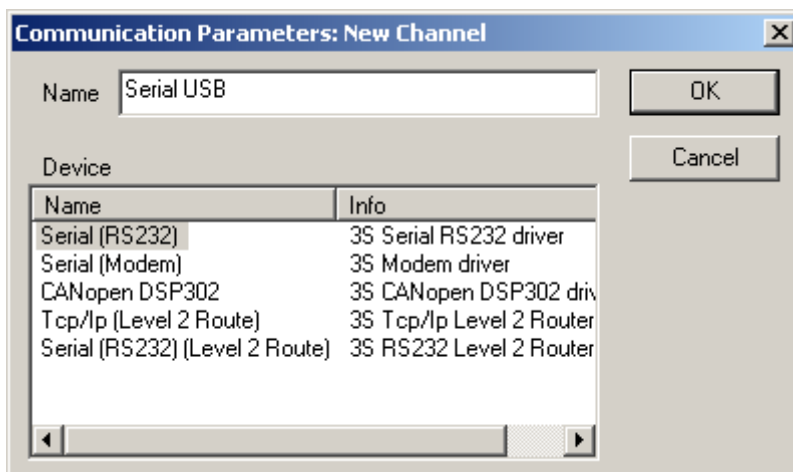 Communication Parameters: New Channel
Name Serial USB OK
Cancel
Device
Name Info
Serial (RS232) 3S Serial RS232 driver
Serial (Modem) 3S Modem driver
CANopen DSP302 3S CANopen DSP302 driv
Tcp/Ip (Level 2 Route) 3S Tcp/Ip Level 2 Router
Serial (RS232) (Level 2 Route) 3S RS232 Level 2 Router